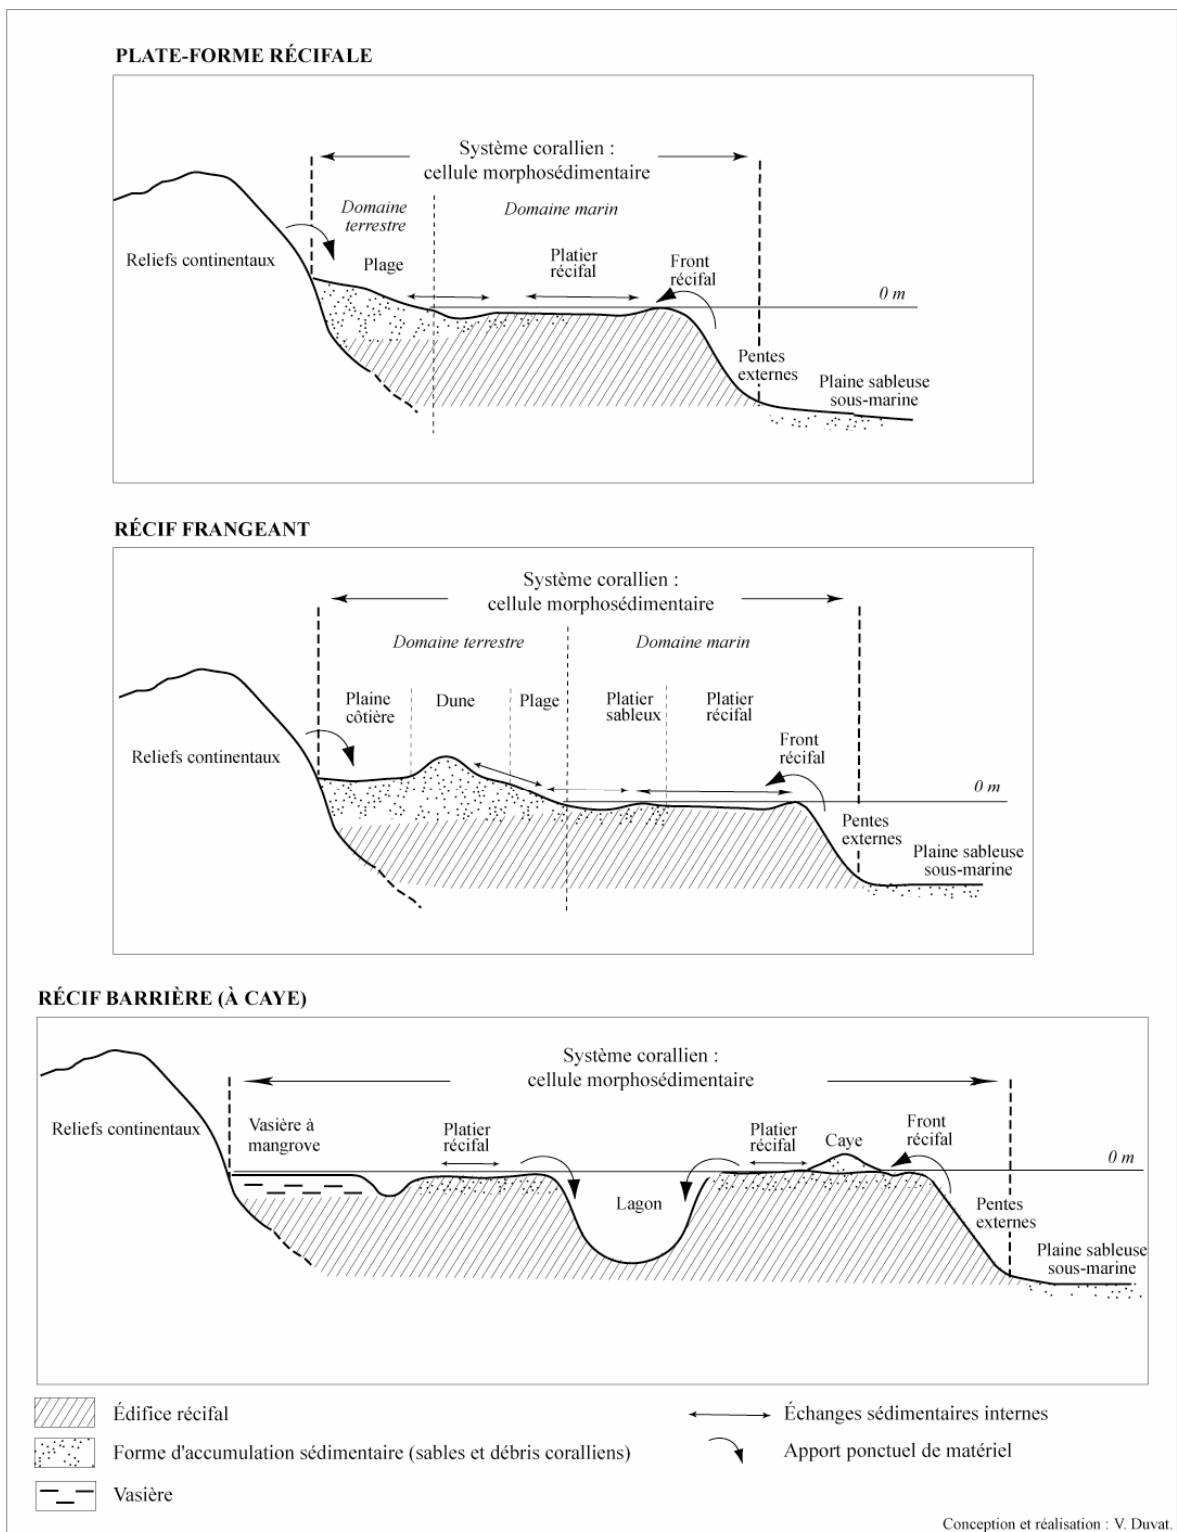 PLATE-FORME RÉCIFALE
Système corallien :
cellule morphosédimentaire
Domaine
terrestre
Domaine marin
Reliefs continentaux
Plage
Platier
récifal
Front
récifal
0 m
Pentes
externes
Plaine sableuse
sous-marine
RÉCIF FRANGEANT
Système corallien :
cellule morphosédimentaire
Domaine terrestre
Domaine marin
Plaine
côtière
Dune
Plage
Platier
sableux
Platier
récifal
Reliefs continentaux
Front
récifal
0 m
Pentes
externes
Plaine sableuse
sous-marine
RÉCIF BARRIÈRE (À CAYE)
Système corallien :
cellule morphosédimentaire
Reliefs continentaux
Vasière à
mangrove
Platier
récifal
Platier
récifal
Caye
Front
récifal
0 m
Lagon
Pentes
externes
Plaine sableuse
sous-marine
Édifice récifal
Échanges sédimentaires internes
Forme d'accumulation sédimentaire (sables et débris coralliens)
Apport ponctuel de matériel
Vasière
Conception et réalisation : V. Duvat.